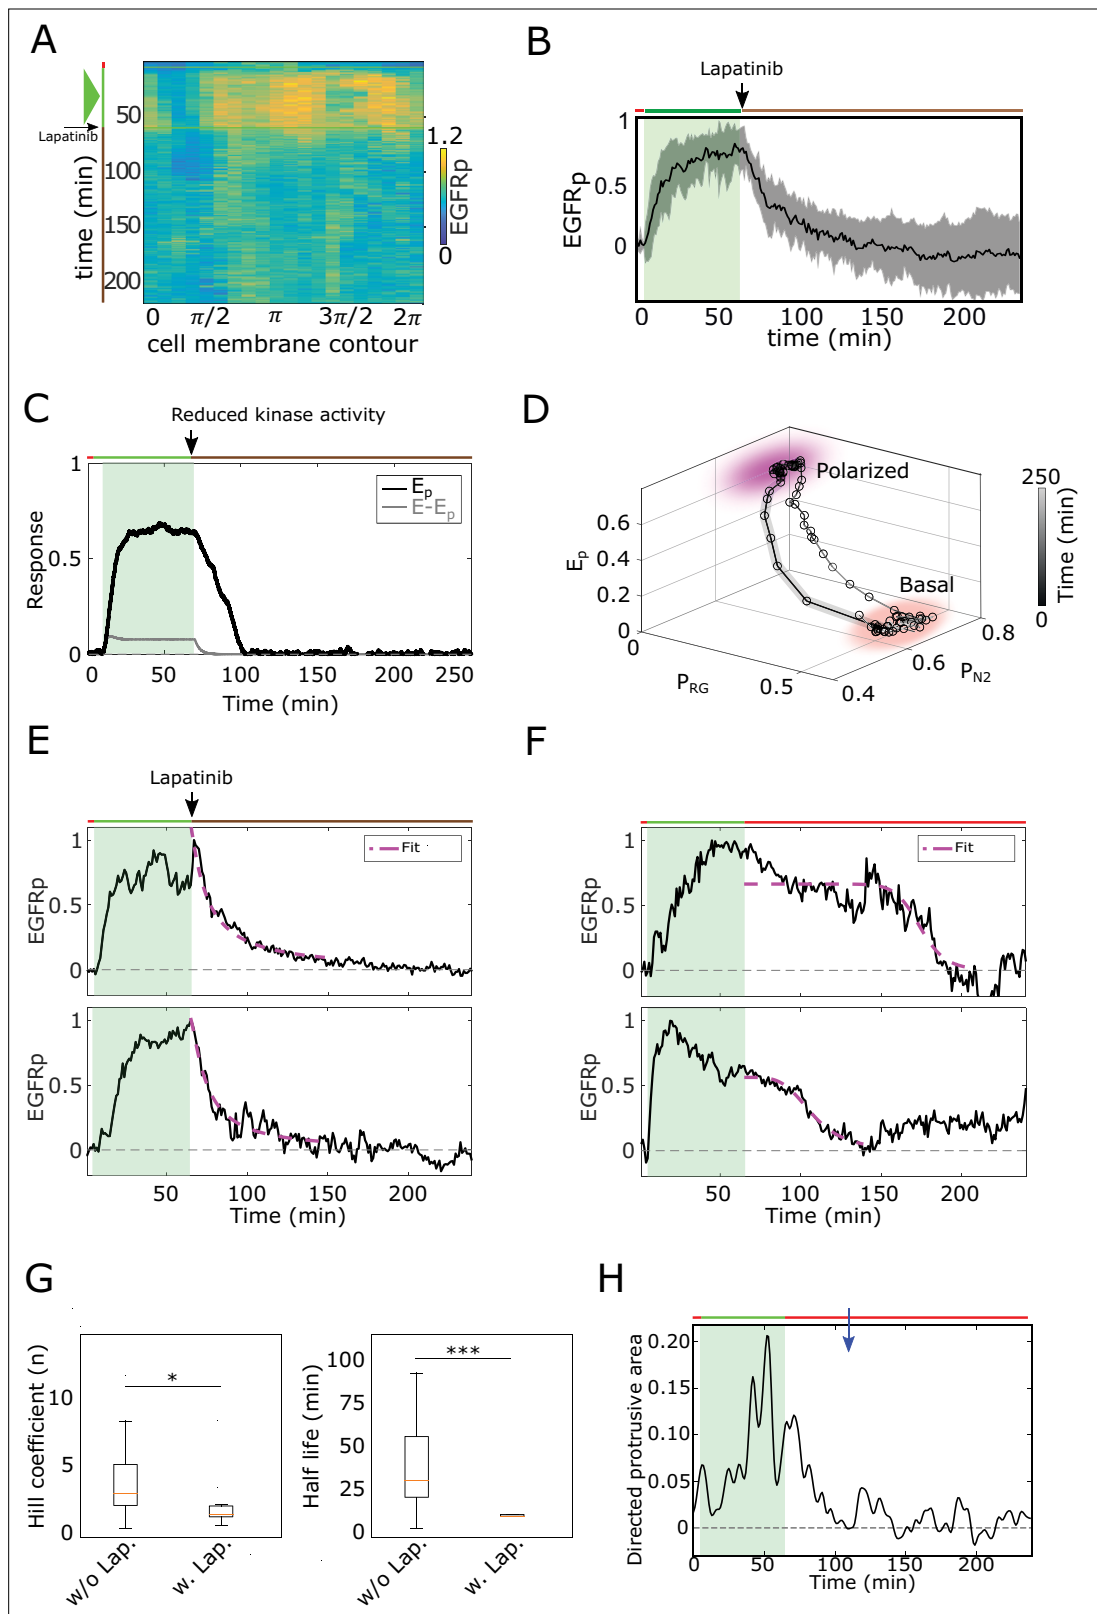 A
Lapatinib
50
100
150
200
time (min)
0
π/2
π
3π/2
2π
cell membrane contour
1.2
0
EGFRp
B
Lapatinib
1
0.5
0
EGFRp
0
50
100
150
200
time (min)
C
Reduced kinase activity
1
0.5
0
Response
Ep
E-Ep
0
50
100
150
200
250
Time (min)
D
Polarized
Basal
0.6
0.4
0.2
0
Ep
0
0.5
PRG
0.4
0.6
0.8
PN2
250
0
Time (min)
E
Lapatinib
Fit
1
0.5
0
EGFRp
1
0.5
0
EGFRp
50
100
150
200
Time (min)
F
Fit
1
0.5
0
EGFRp
1
0.5
0
EGFRp
50
100
150
200
Time (min)
G
10
5
0
Hill coefficient (n)
*
w/o Lap.
w. Lap.
100
75
50
25
0
Half life (min)
***
w/o Lap.
w. Lap.
H
0.20
0.15
0.10
0.05
0
Directed protrusive area
0
50
100
150
200
Time (min)